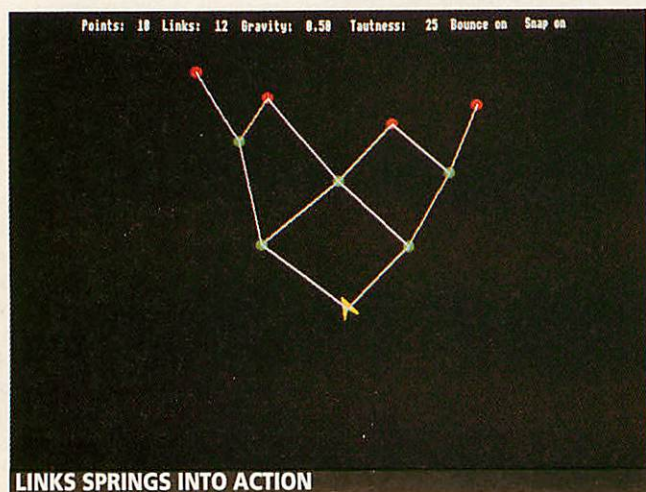 Points: 10 Links: 12 Gravity: 0.50 Tautness: 25 Bounce on Snap on
LINKS SPRINGS INTO ACTION